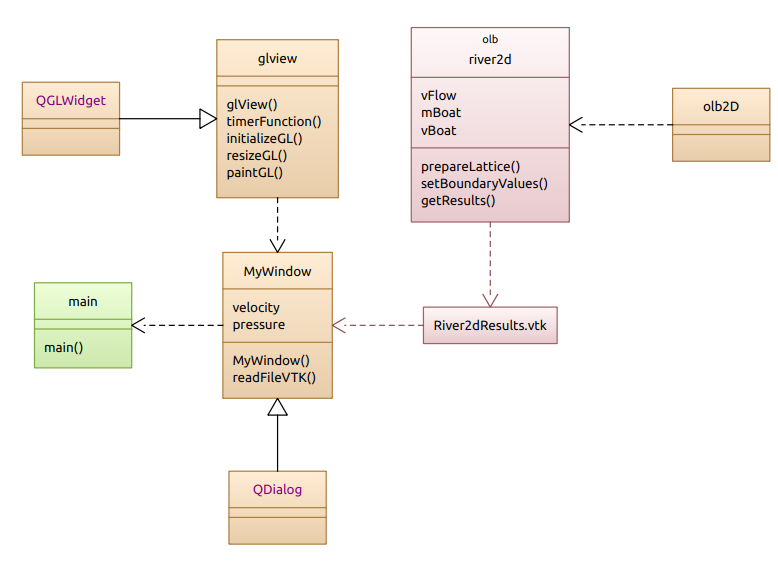 glview
glView()
timerFunction()
initializeGL()
resizeGL()
paintGL()
QGLWidget
olb
river2d
vFlow
mBoat
vBoat
prepareLattice()
setBoundaryValues()
getResults()
olb2D
MyWindow
velocity
pressure
MyWindow()
readFileVTK()
main
main()
River2dResults.vtk
QDialog